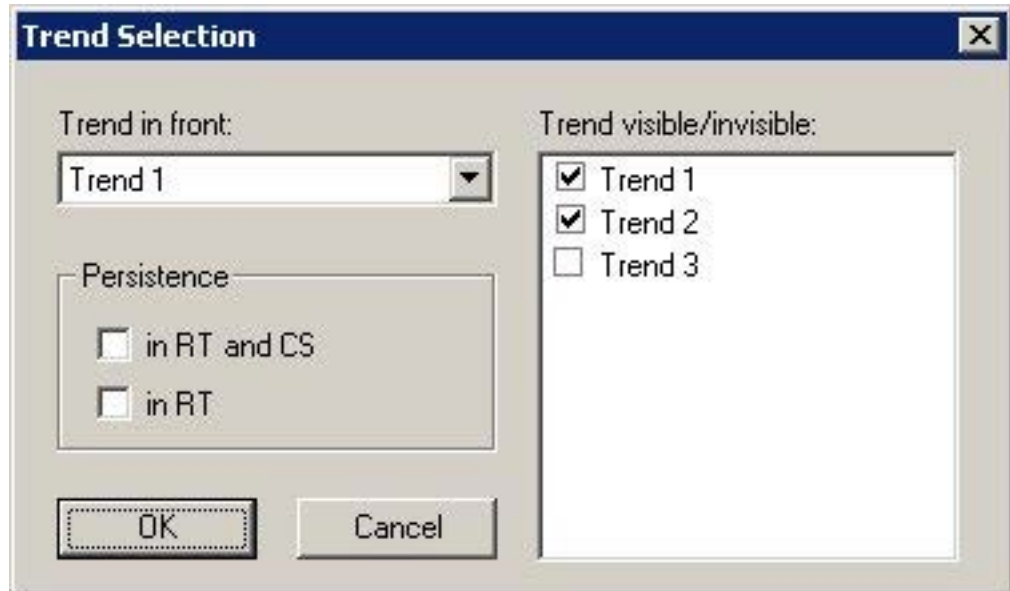 Trend Selection
Trend in front:
Trend 1
Persistence
in RT and CS
in RT
OK
Cancel
Trend visible/invisible:
Trend 1
Trend 2
Trend 3